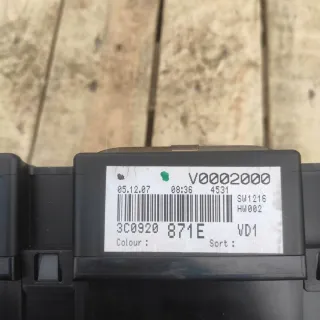 V0002000
05.12.07 08:36 4531
SW1216
HW002
3C0920 871E VD1
Colour : Sort :